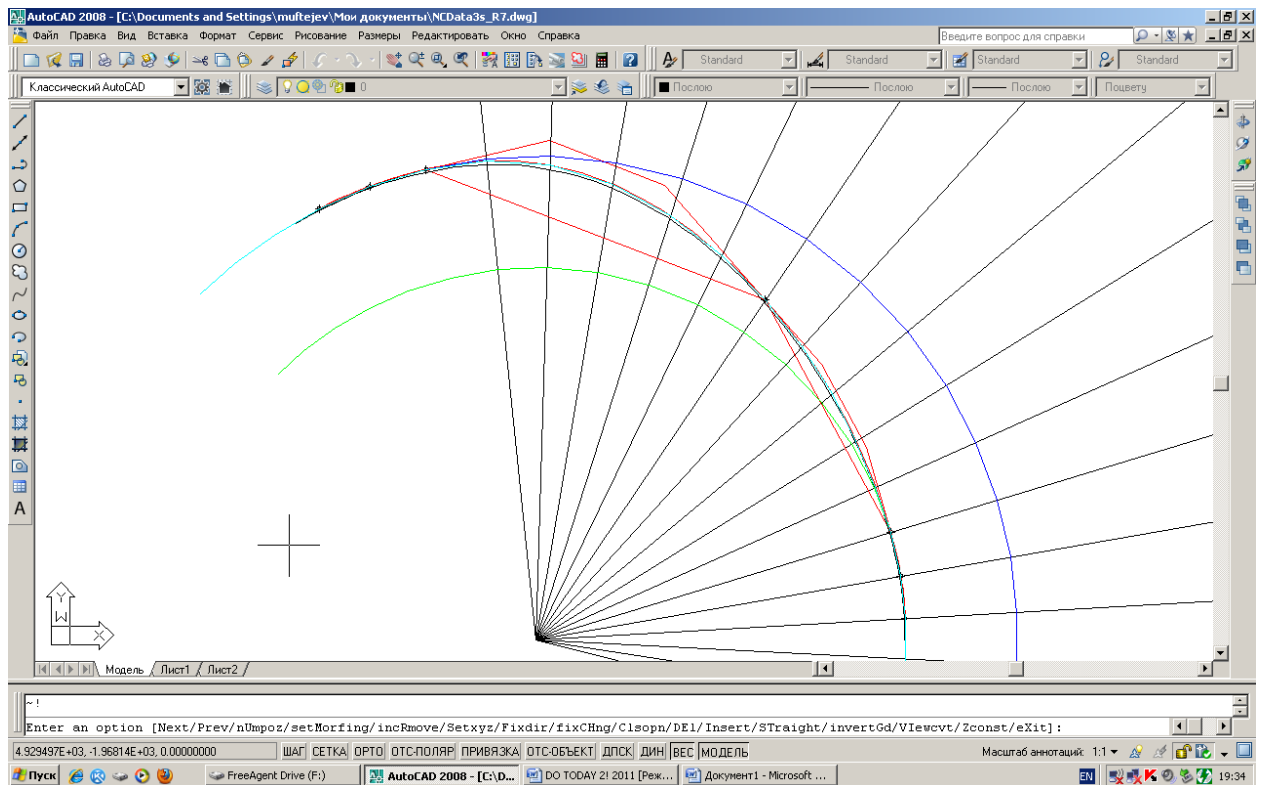 AutoCAD 2008 - [C:\Documents and Settings\muftejev\Мои документы\NCData3s_R7.dwg]
Файл Правка Вид Вставка Формат Сервис Рисование Размеры Редактировать Окно Справка
Введите вопрос для справки
Standard Standard Standard Standard
Классический AutoCAD 0 Послою Послою Послою Поцвету
A
Y
W
X
Модель Лист1 Лист2
~!
Enter an option [Next/Prev/nUmpoz/setMorfing/incRmove/Setxyz/Fixdir/fixCHng/Clsopn/DEl/Insert/STraight/invertGd/VIewcvt/Zconst/eXit]:
4.929497E+03, -1.96814E+03, 0.00000000 ШАГ СЕТКА ОРТО ОТС-ПОЛЯР ПРИВЯЗКА ОТС-ОБЪЕКТ ДПСК ДИН ВЕС МОДЕЛЬ Масштаб аннотаций: 1:1
Пуск FreeAgent Drive (F:) AutoCAD 2008 - [C:\D... DO TODAY 2! 2011 [Реж... Документ1 - Microsoft ... EN 19:34